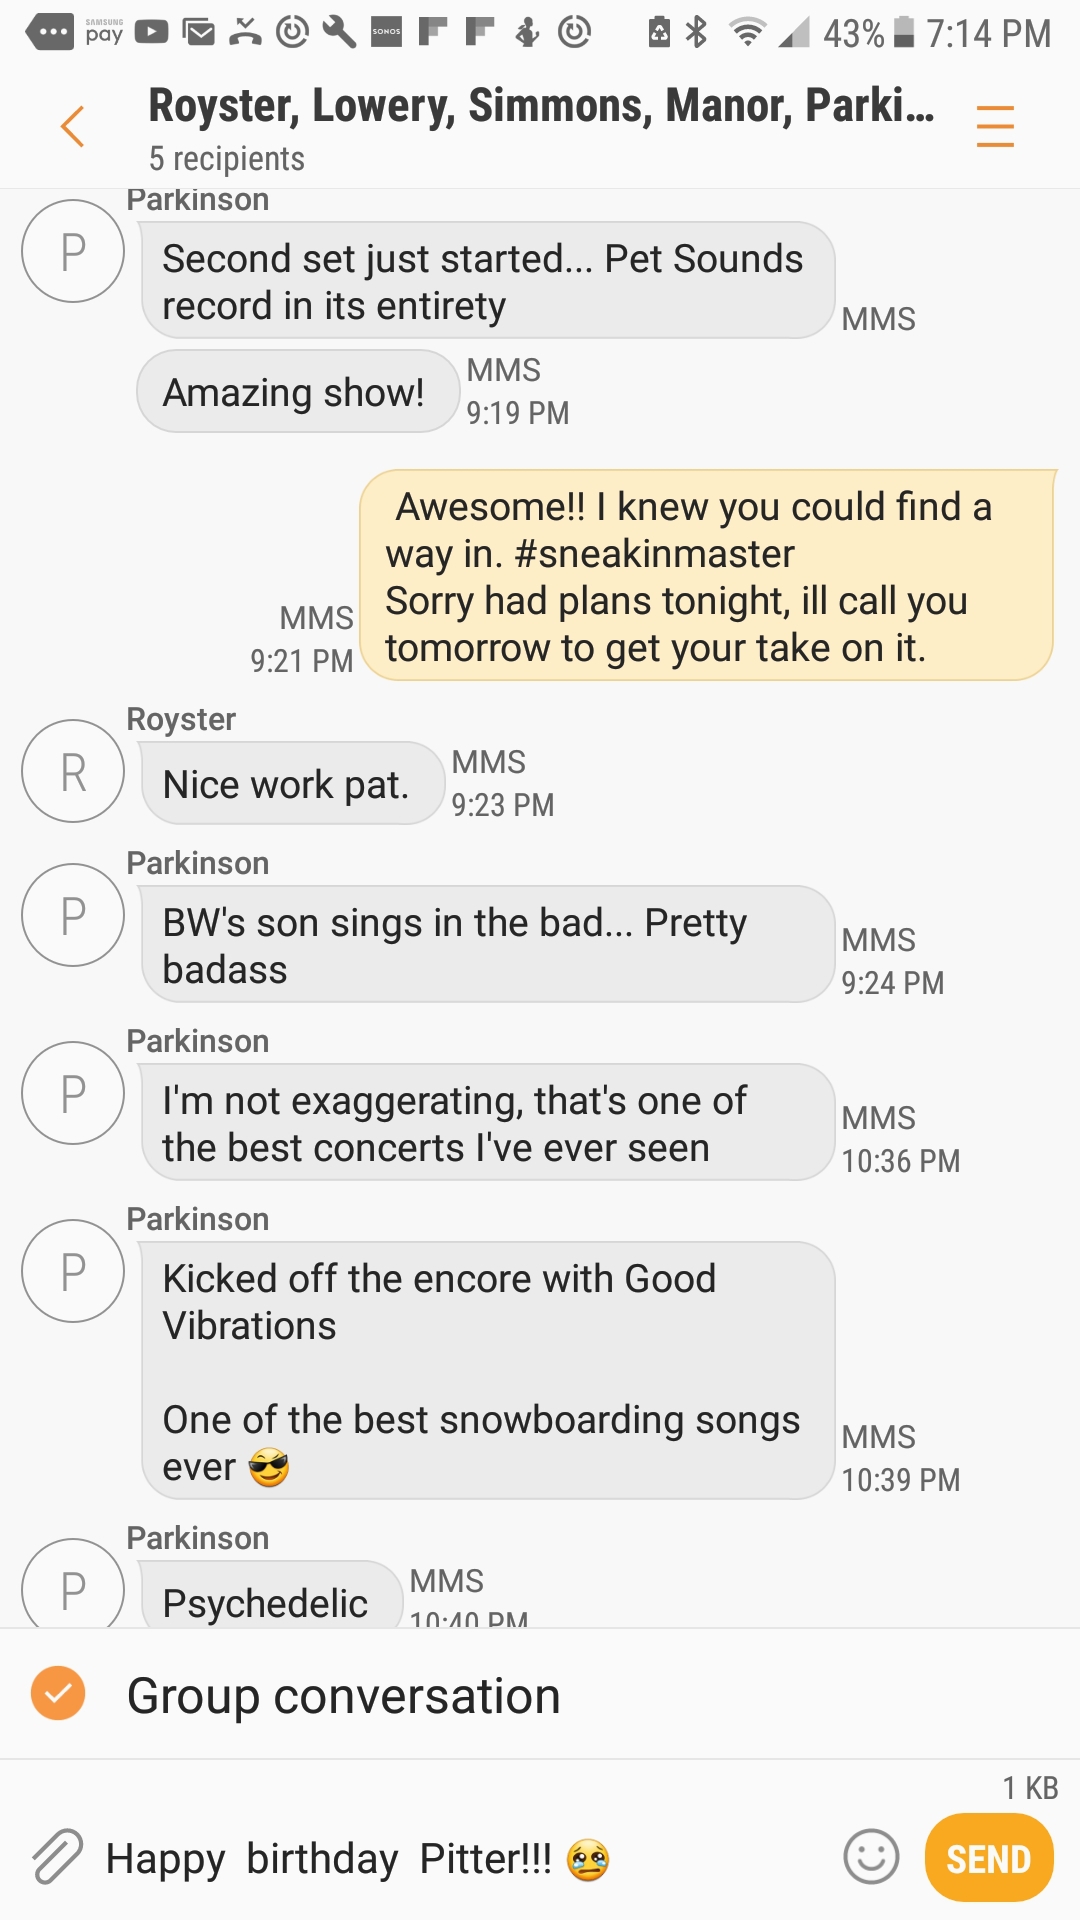 SAMSUNG
pay
SONOS
43%
7:14 PM
Royster, Lowery, Simmons, Manor, Parki...
5 recipients
Parkinson
P
Second set just started... Pet Sounds
record in its entirety
MMS
Amazing show!
MMS
9:19 PM
Awesome!! I knew you could find a
way in. #sneakinmaster
Sorry had plans tonight, ill call you
tomorrow to get your take on it.
MMS
9:21 PM
Royster
R
Nice work pat.
MMS
9:23 PM
Parkinson
P
BW's son sings in the bad... Pretty
badass
MMS
9:24 PM
Parkinson
P
I'm not exaggerating, that's one of
the best concerts I've ever seen
MMS
10:36 PM
Parkinson
P
Kicked off the encore with Good
Vibrations
One of the best snowboarding songs
ever 😎
MMS
10:39 PM
Parkinson
P
Psychedelic
MMS
10:40 PM
Group conversation
1 KB
Happy birthday Pitter!!! 😢
SEND